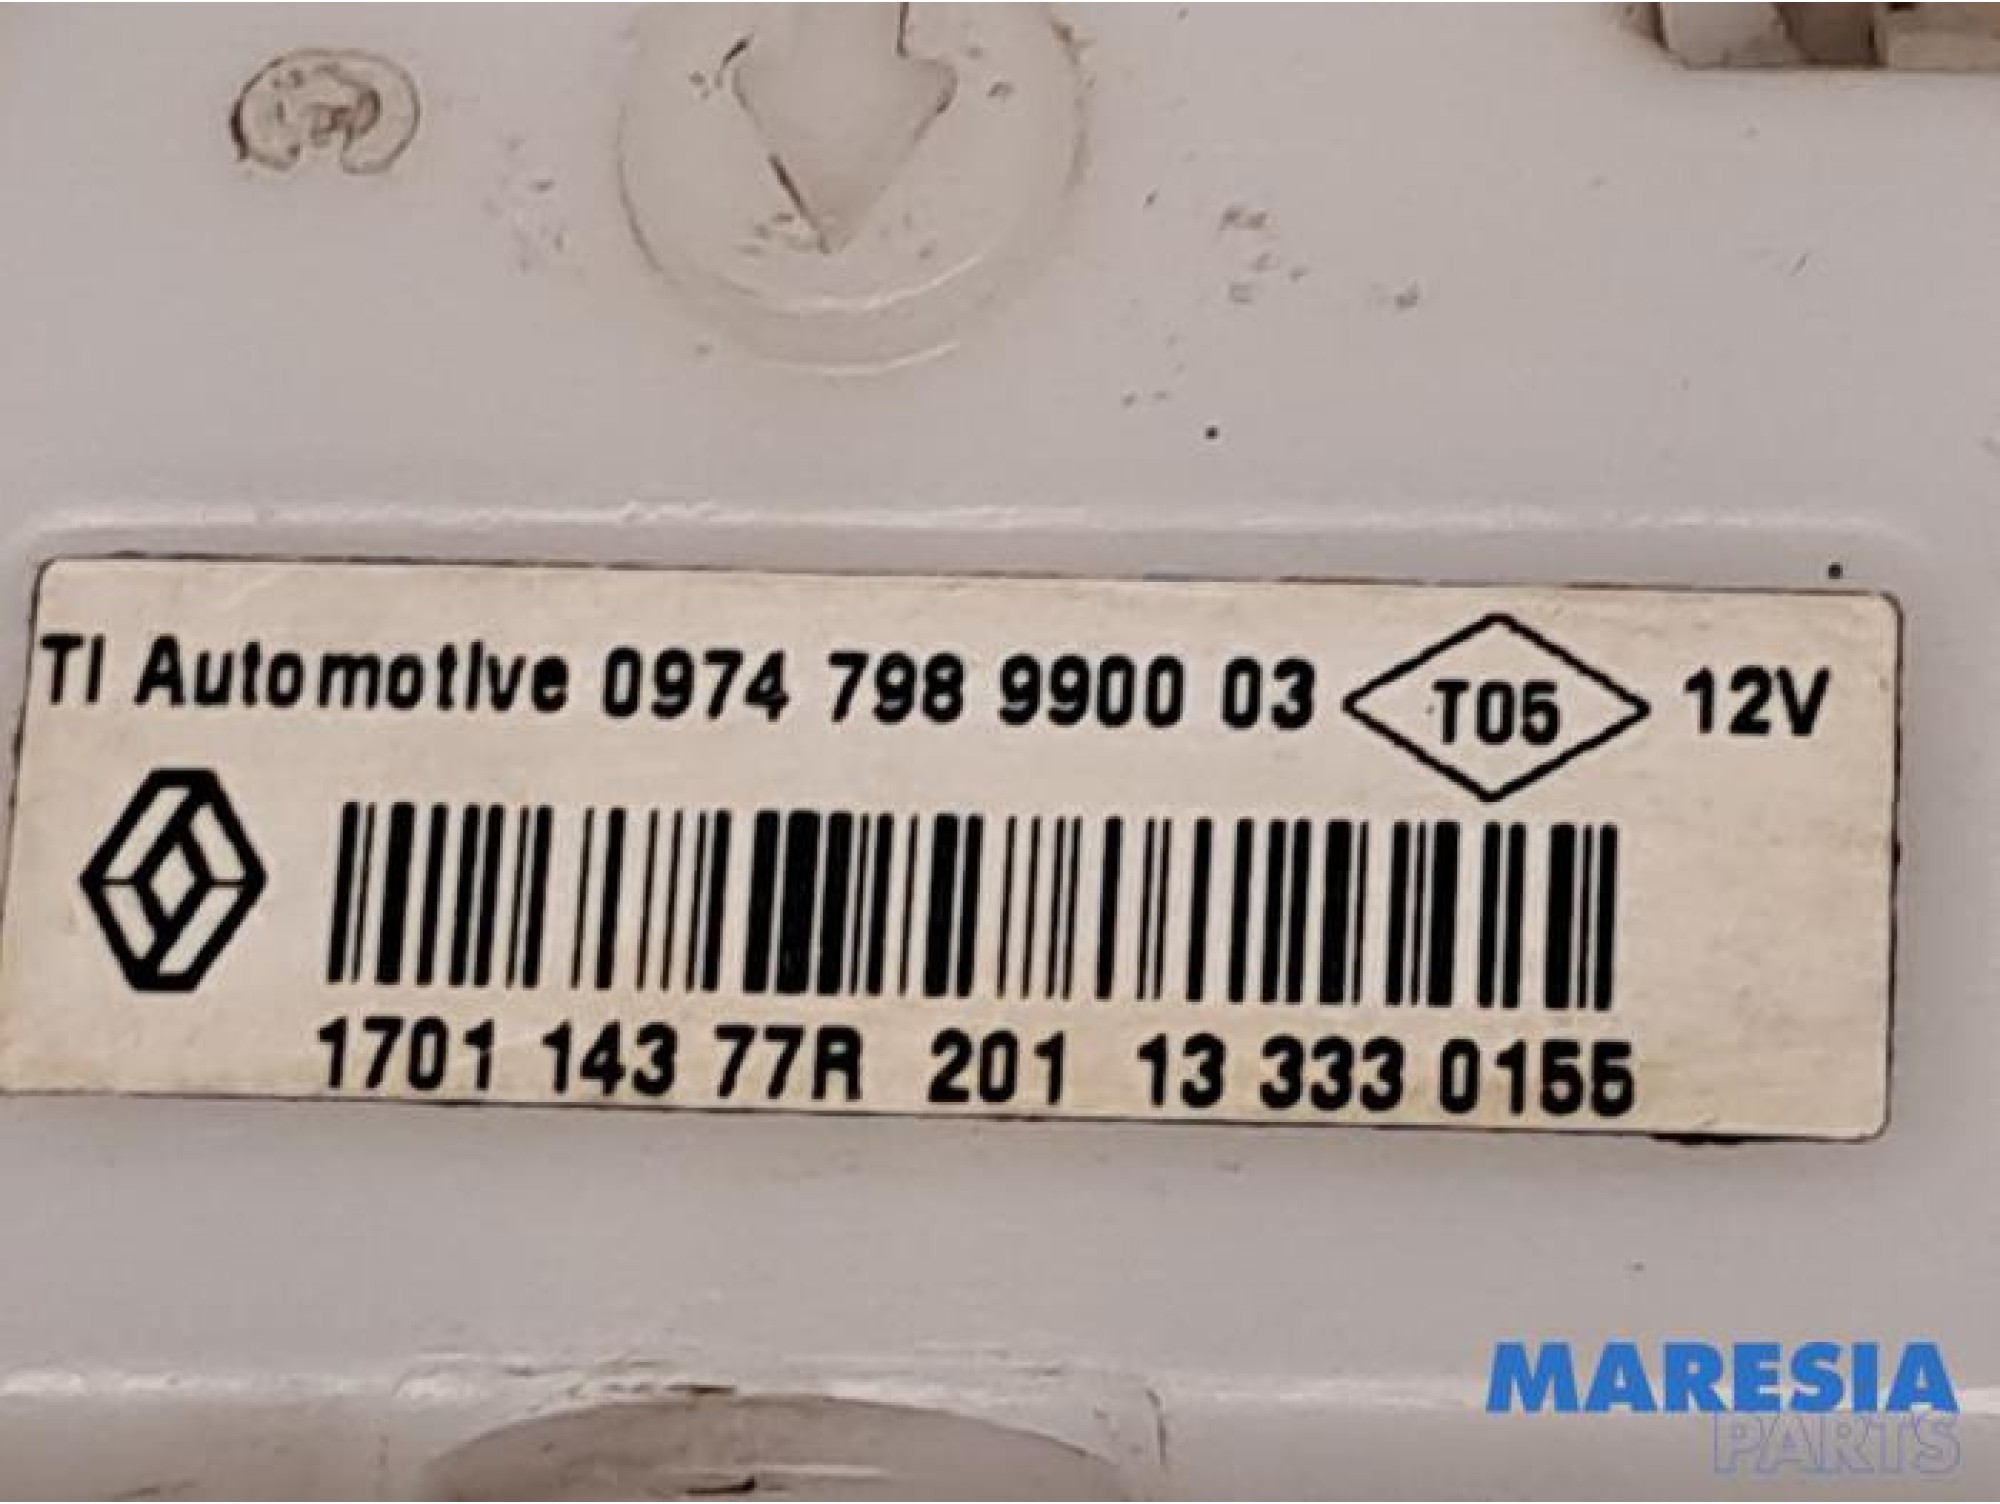 TI Automotive 0974 798 9900 03 T05 12V
1701 143 77R 201 13 333 0155
MARESIA
PARTS